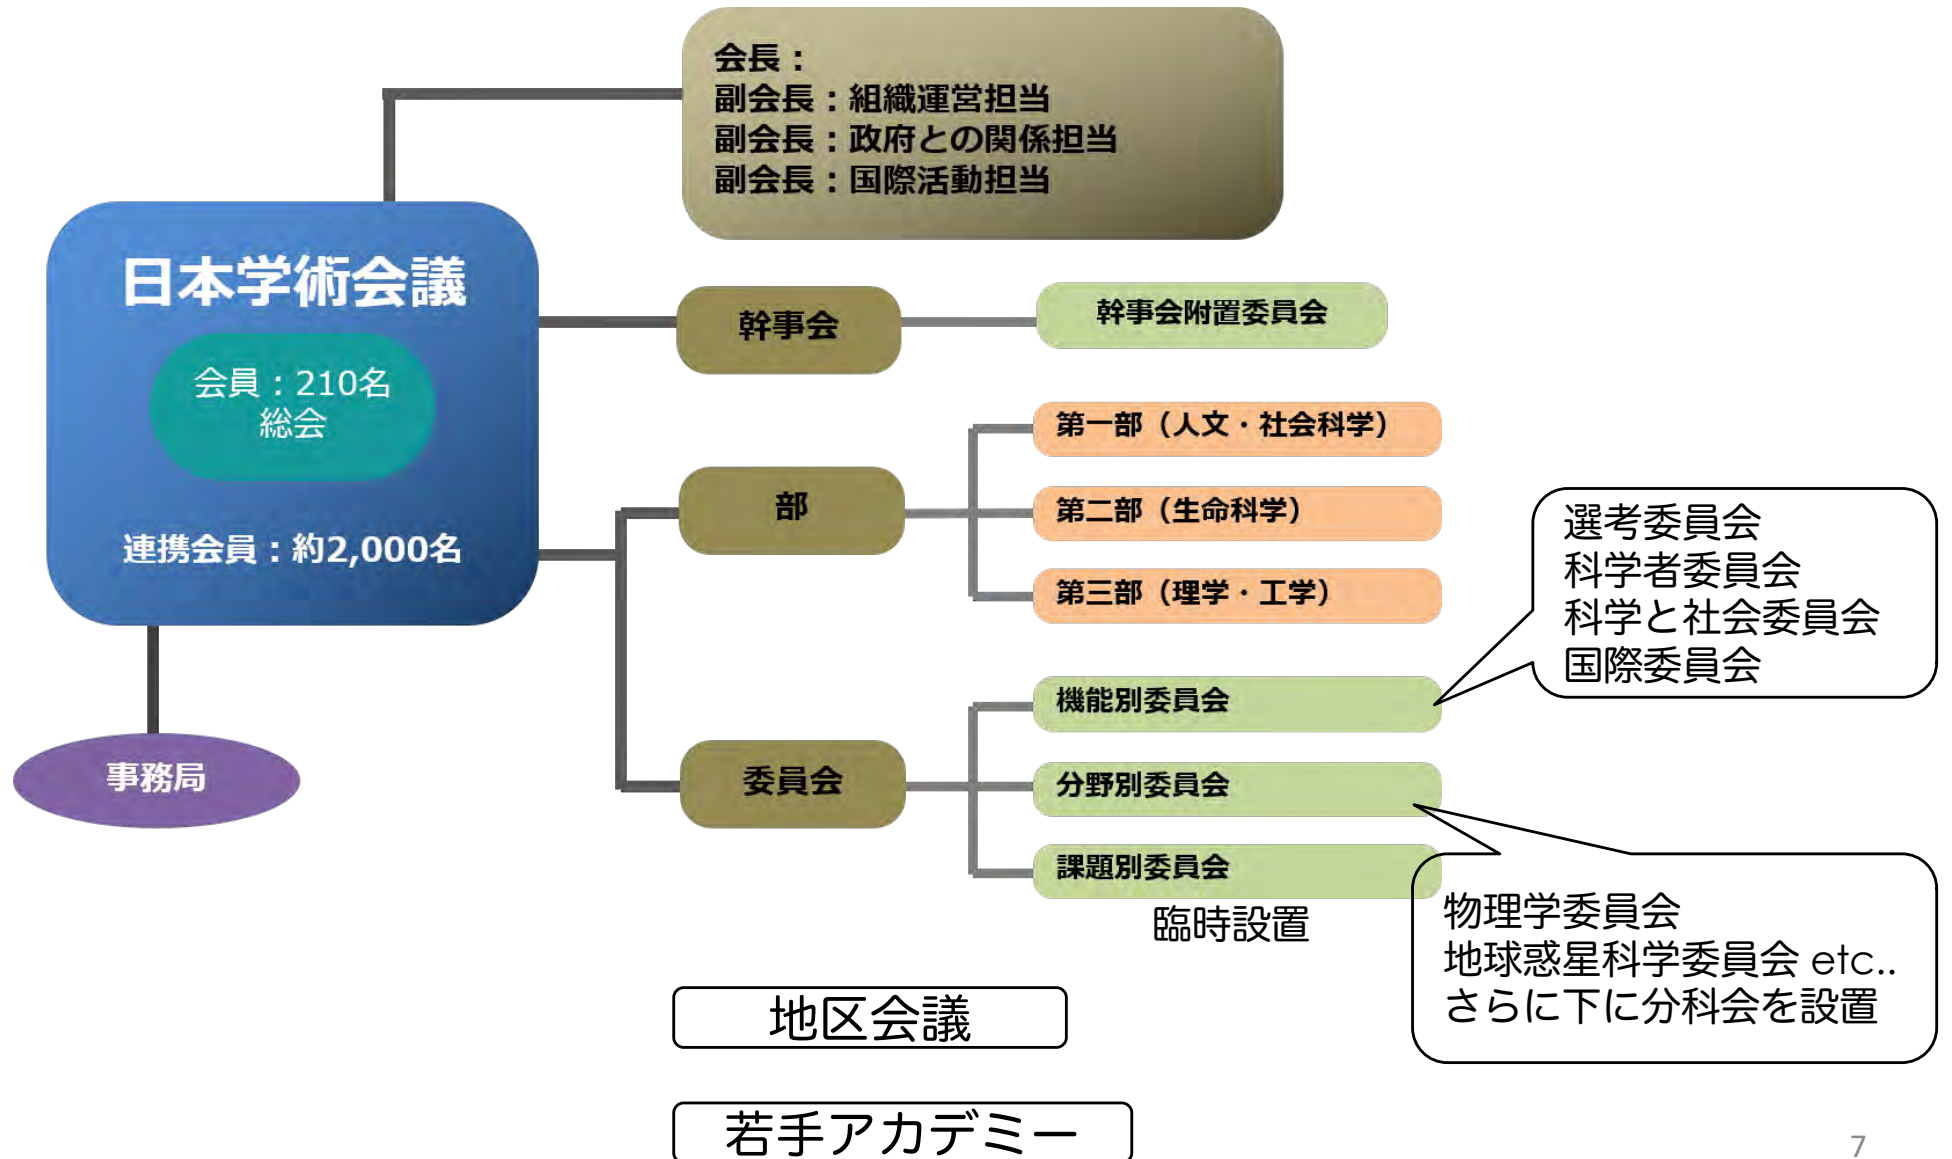 会長：
副会長：組織運営担当
副会長：政府との関係担当
副会長：国際活動担当
日本学術会議
会員：210名
総会
連携会員：約2,000名
事務局
幹事会
幹事会附置委員会
部
第一部（人文・社会科学）
第二部（生命科学）
第三部（理学・工学）
委員会
機能別委員会
分野別委員会
課題別委員会
臨時設置
選考委員会
科学者委員会
科学と社会委員会
国際委員会
物理学委員会
地球惑星科学委員会 etc..
さらに下に分科会を設置
地区会議
若手アカデミー
7